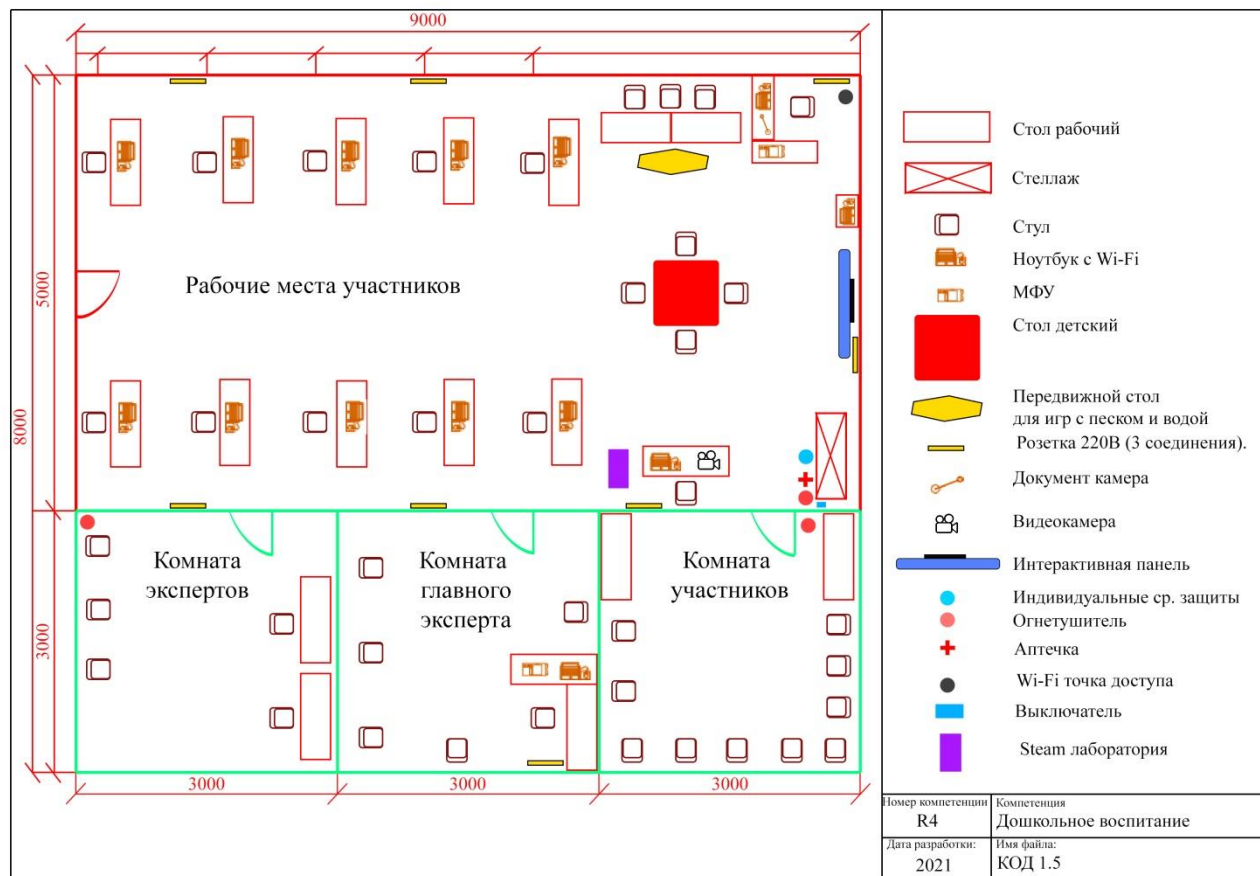 9000
5000
8000
3000
Рабочие места участников
Комната
экспертов
Комната
главного
эксперта
Комната
участников
3000
3000
3000
Стол рабочий
Стеллаж
Стул
Ноутбук с Wi-Fi
МФУ
Стол детский
Передвижной стол
для игр с песком и водой
Розетка 220В (3 соединения).
Документ камера
Видеокамера
Интерактивная панель
Индивидуальные ср. защиты
Огнетушитель
Аптечка
Wi-Fi точка доступа
Выключатель
Steam лаборатория
Номер компетенции
R4
Компетенция
Дошкольное воспитание
Дата разработки:
2021
Имя файла:
КОД 1.5